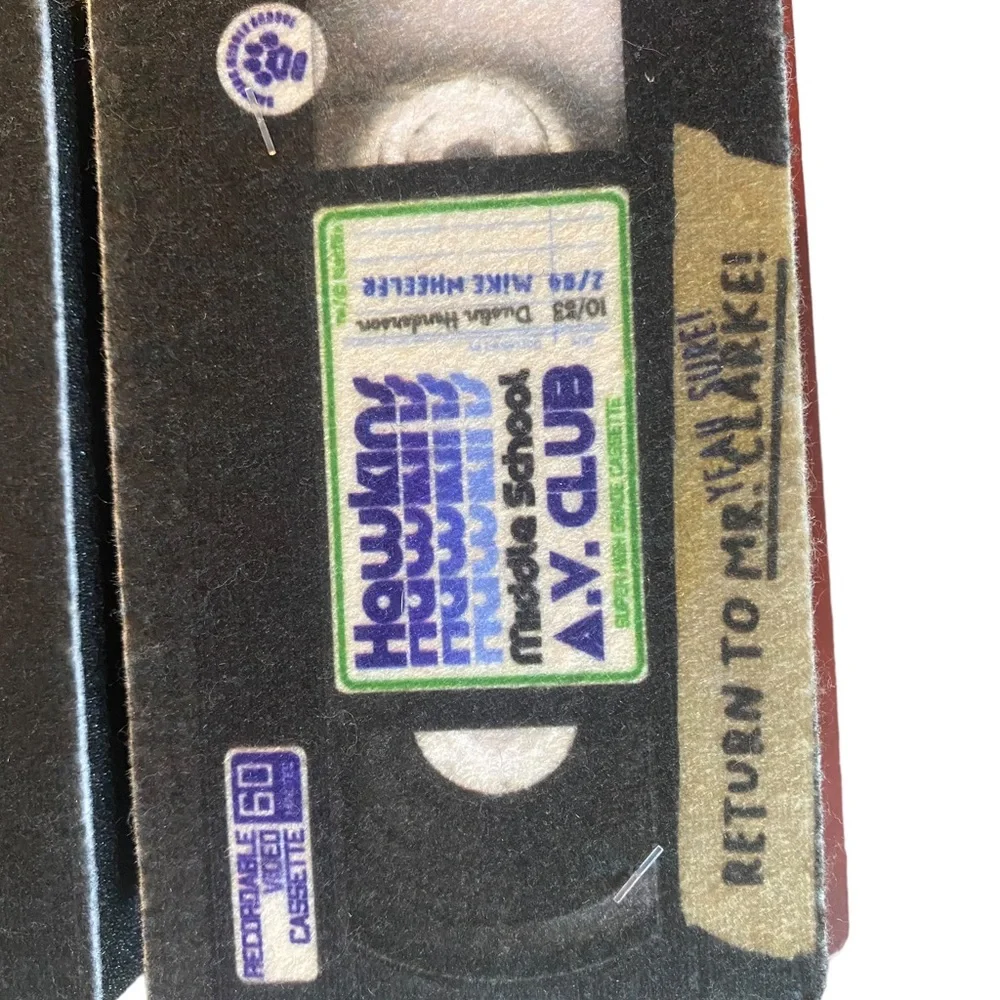 Hawkins
Hawkins
Hawkins
Hawkins
Middle School
A.V. CLUB
10/83 Dustin Henderson
2/84 MIKE WHEELER
SUPER HIGH GRADE CASSETTE
RECORDABLE
VIDEO
CASSETTE
60
MINUTES
YEAH SURE!
RETURN TO MR. CLARKE!